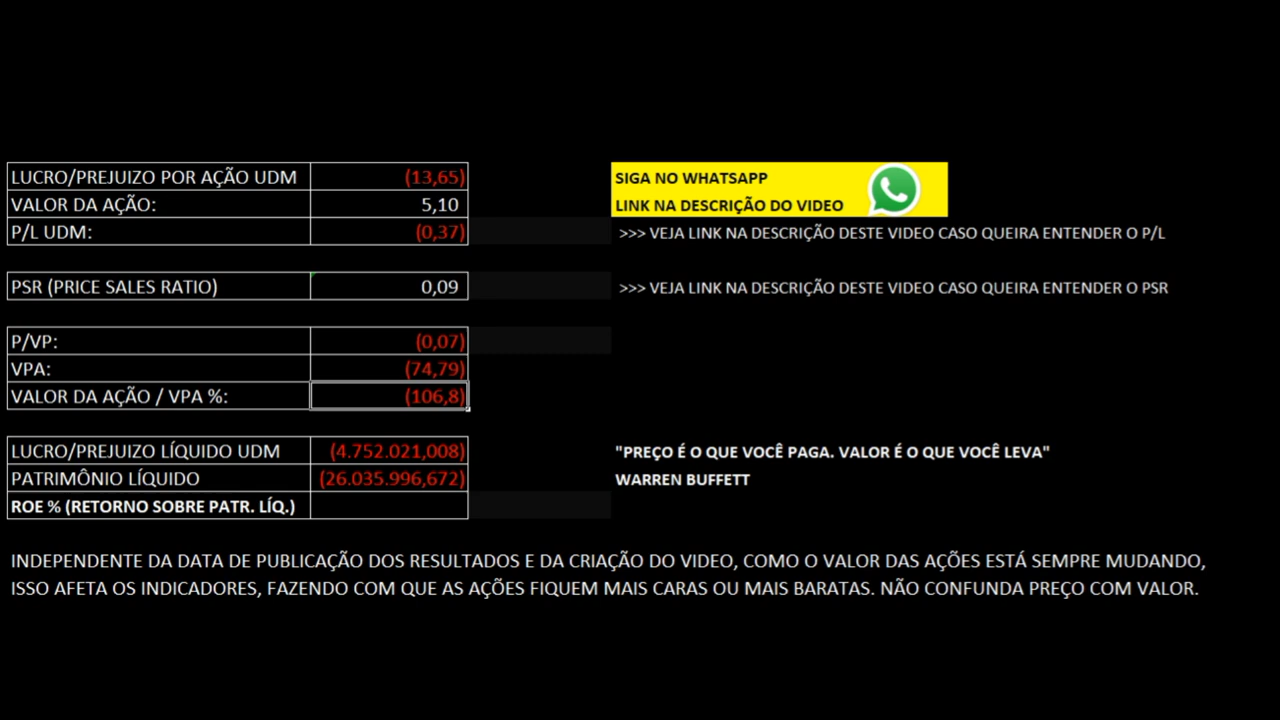 LUCRO/PREJUIZO POR AÇÃO UDM (13,65) SIGA NO WHATSAPP
VALOR DA AÇÃO: 5,10 LINK NA DESCRIÇÃO DO VIDEO
P/L UDM: (0,37) >>> VEJA LINK NA DESCRIÇÃO DESTE VIDEO CASO QUEIRA ENTENDER O P/L
PSR (PRICE SALES RATIO) 0,09 >>> VEJA LINK NA DESCRIÇÃO DESTE VIDEO CASO QUEIRA ENTENDER O PSR
P/VP: (0,07)
VPA: (74,79)
VALOR DA AÇÃO / VPA %: (106,8)
LUCRO/PREJUIZO LÍQUIDO UDM (4.752.021,008) "PREÇO É O QUE VOCÊ PAGA. VALOR É O QUE VOCÊ LEVA"
PATRIMÔNIO LÍQUIDO (26.035.996,672) WARREN BUFFETT
ROE % (RETORNO SOBRE PATR. LÍQ.)
INDEPENDENTE DA DATA DE PUBLICAÇÃO DOS RESULTADOS E DA CRIAÇÃO DO VIDEO, COMO O VALOR DAS AÇÕES ESTÁ SEMPRE MUDANDO,
ISSO AFETA OS INDICADORES, FAZENDO COM QUE AS AÇÕES FIQUEM MAIS CARAS OU MAIS BARATAS. NÃO CONFUNDA PREÇO COM VALOR.